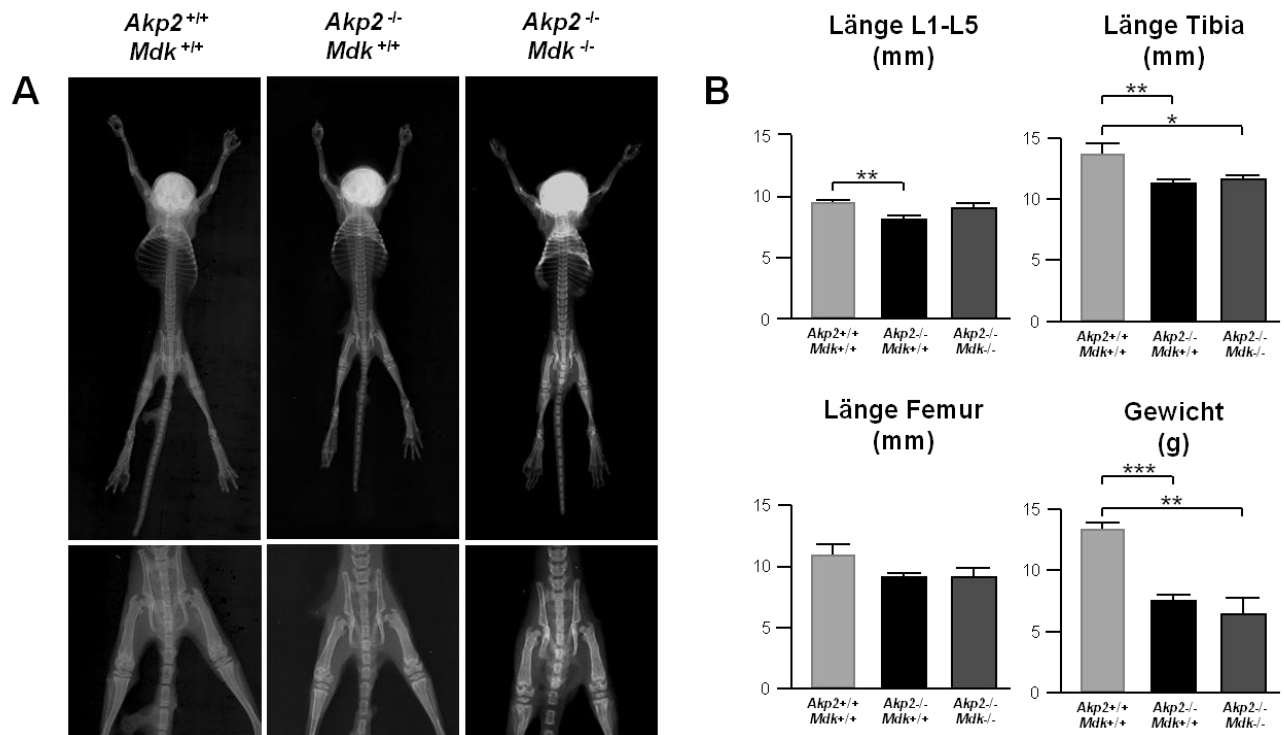 Akp2 +/+
Mdk +/+
Akp2 -/-
Mdk +/+
Akp2 -/-
Mdk -/-
A
B
Länge L1-L5
(mm)
**
15
10
5
0
Akp2+/+
Mdk+/+
Akp2-/-
Mdk+/+
Akp2-/-
Mdk-/-
Länge Tibia
(mm)
**
*
15
10
5
0
Akp2+/+
Mdk+/+
Akp2-/-
Mdk+/+
Akp2-/-
Mdk-/-
Länge Femur
(mm)
15
10
5
0
Akp2+/+
Mdk+/+
Akp2-/-
Mdk+/+
Akp2-/-
Mdk-/-
Gewicht
(g)
***
**
15
10
5
0
Akp2+/+
Mdk+/+
Akp2-/-
Mdk+/+
Akp2-/-
Mdk-/-